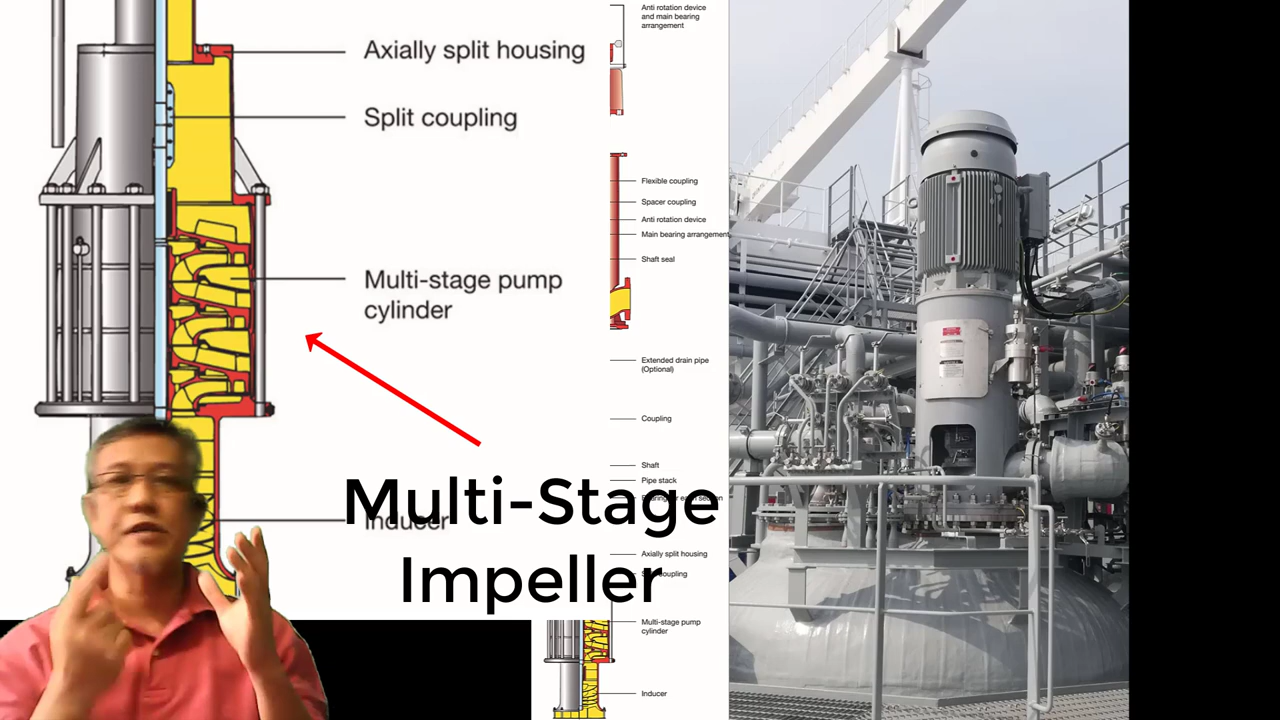 Axially split housing
Split coupling
Multi-stage pump
cylinder
Inducer
Multi-Stage
Impeller
Anti rotation device
and main bearing
arrangement
Flexible coupling
Spacer coupling
Anti rotation device
Main bearing arrangement
Shaft seal
Extended drain pipe
(Optional)
Coupling
Shaft
Pipe stack
Axially split housing
coupling
Multi-stage pump
cylinder
Inducer